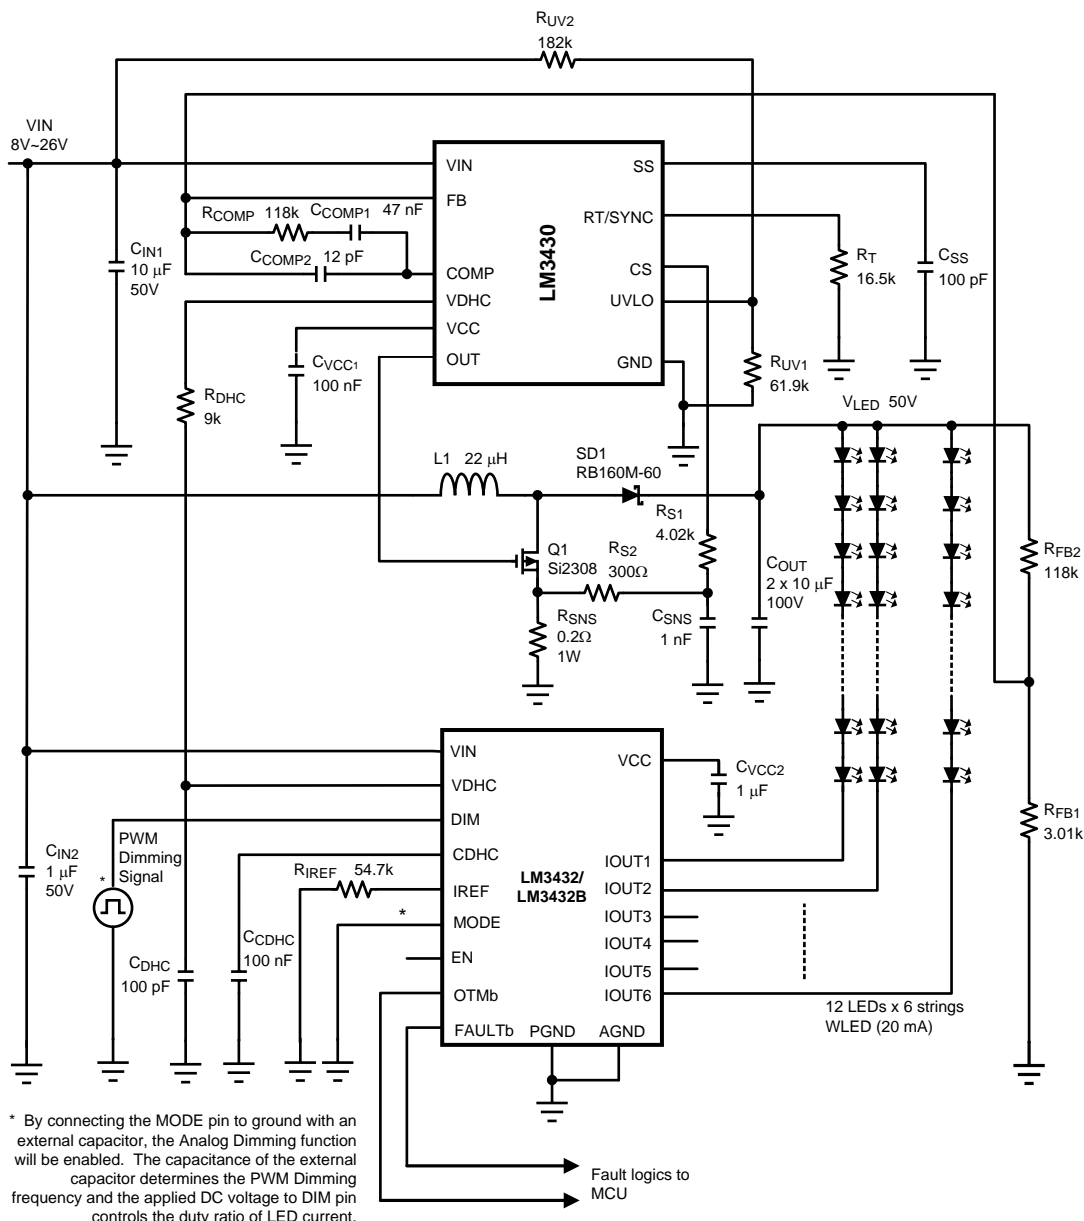 RUV2
182k
VIN
8V~26V
VIN
SS
FB
RCOMP 118k CCOMP1 47 nF
RT/SYNC
CIN1
10 μF
50V
CCOMP2 12 pF
COMP
LM3430
CS
RT
16.5k
CSS
100 pF
VDHC
UVLO
VCC
CVCC1
100 nF
OUT
GND
RUV1
61.9k
RDHC
9k
VLED 50V
L1 22 μH
SD1
RB160M-60
RS1
4.02k
Q1
Si2308
RS2
300Ω
COUT
2 x 10 μF
100V
RFB2
118k
RSNS
0.2Ω
1W
CSNS
1 nF
VIN
VCC
CVCC2
1 μF
VDHC
DIM
RFB1
3.01k
CIN2
1 μF
50V
PWM
Dimming
Signal
*
CDHC
RIREF 54.7k
LM3432/
LM3432B
IOUT1
IREF
IOUT2
*
MODE
IOUT3
CCDHC
100 nF
IOUT4
EN
IOUT5
CDHC
100 pF
OTMb
IOUT6
12 LEDs x 6 strings
WLED (20 mA)
FAULTb
PGND
AGND
* By connecting the MODE pin to ground with an
external capacitor, the Analog Dimming function
will be enabled. The capacitance of the external
capacitor determines the PWM Dimming
frequency and the applied DC voltage to DIM pin
controls the duty ratio of LED current.
Fault logics to
MCU